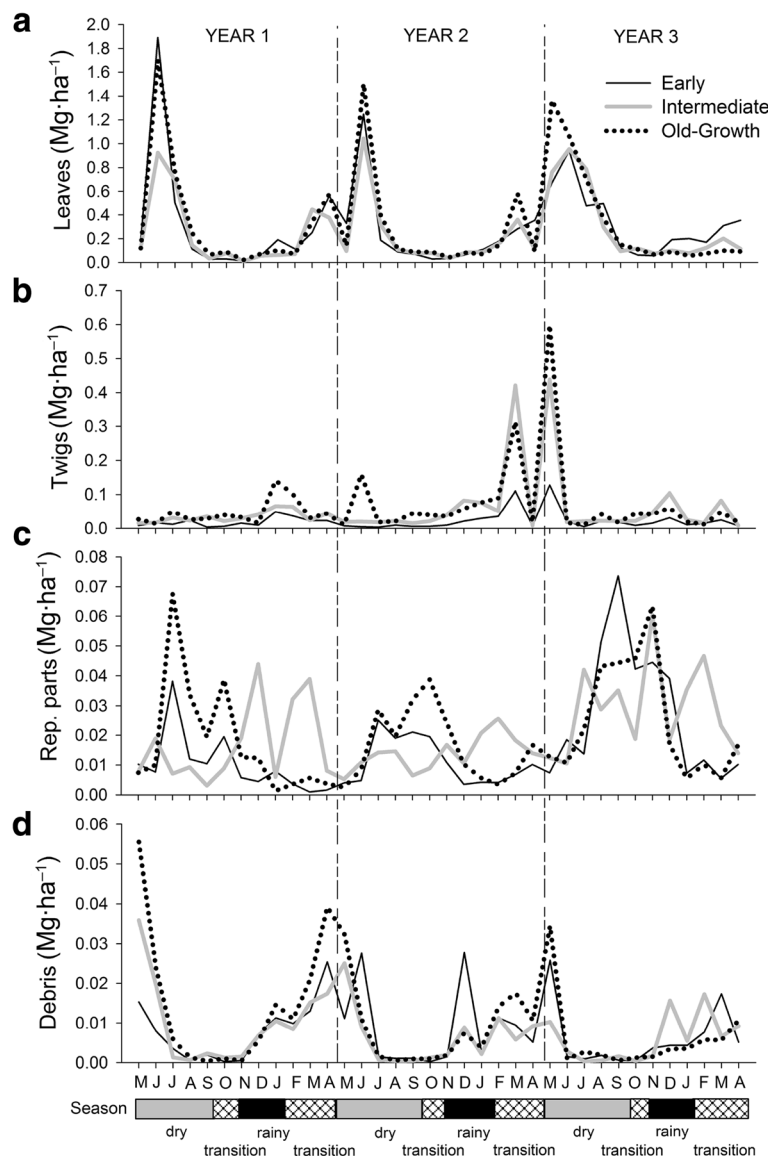 a
YEAR 1 YEAR 2 YEAR 3
Leaves (Mg·ha⁻¹)
2.0
1.8
1.6
1.4
1.2
1.0
0.8
0.6
0.4
0.2
0.0
Early
Intermediate
Old-Growth
b
Twigs (Mg·ha⁻¹)
0.7
0.6
0.5
0.4
0.3
0.2
0.1
0.0
c
Rep. parts (Mg·ha⁻¹)
0.08
0.07
0.06
0.05
0.04
0.03
0.02
0.01
0.00
d
Debris (Mg·ha⁻¹)
0.06
0.05
0.04
0.03
0.02
0.01
0.00
M J J A S O N D J F M A M J J A S O N D J F M A M J J A S O N D J F M A
Season
dry rainy dry rainy dry rainy
transition transition transition transition transition transition